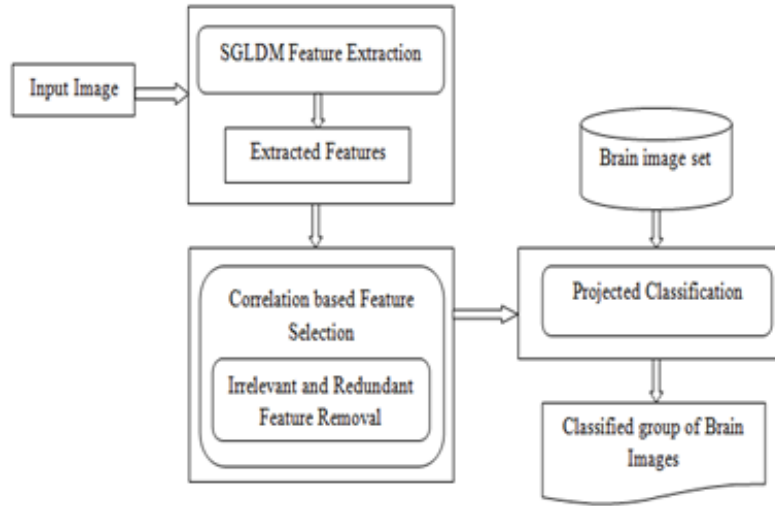 SGLDM Feature Extraction
Input Image
Extracted Features
Brain image set
Correlation based Feature
Selection
Irrelevant and Redundant
Feature Removal
Projected Classification
Classified group of Brain
Images